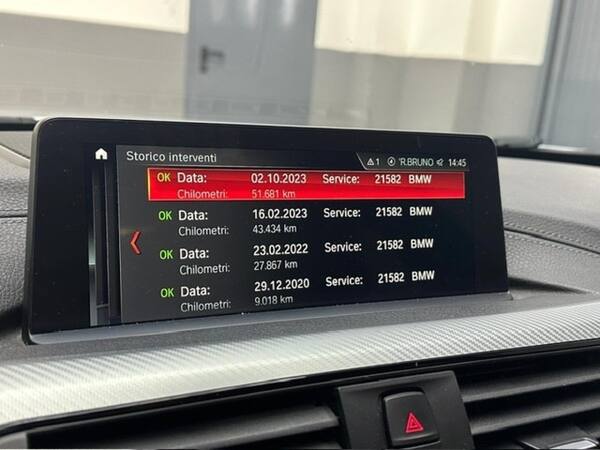 Storico interventi 1 'R.BRUNO 14:45
OK Data: 02.10.2023 Service: 21582 BMW
Chilometri: 51.681 km
OK Data: 16.02.2023 Service: 21582 BMW
Chilometri: 43.434 km
OK Data: 23.02.2022 Service: 21582 BMW
Chilometri: 27.867 km
OK Data: 29.12.2020 Service: 21582 BMW
Chilometri: 9.018 km